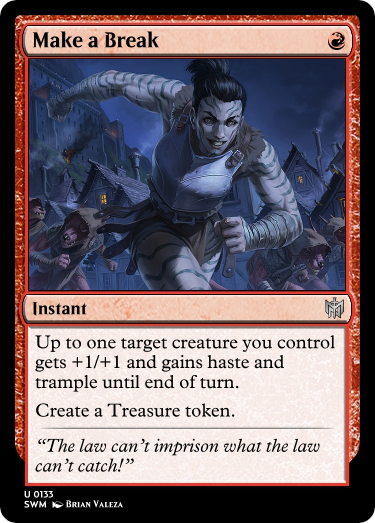 Make a Break
Instant
Up to one target creature you control
gets +1/+1 and gains haste and
trample until end of turn.
Create a Treasure token.
“The law can’t imprison what the law
can’t catch!”
U 0133
SWM Brian Valeza